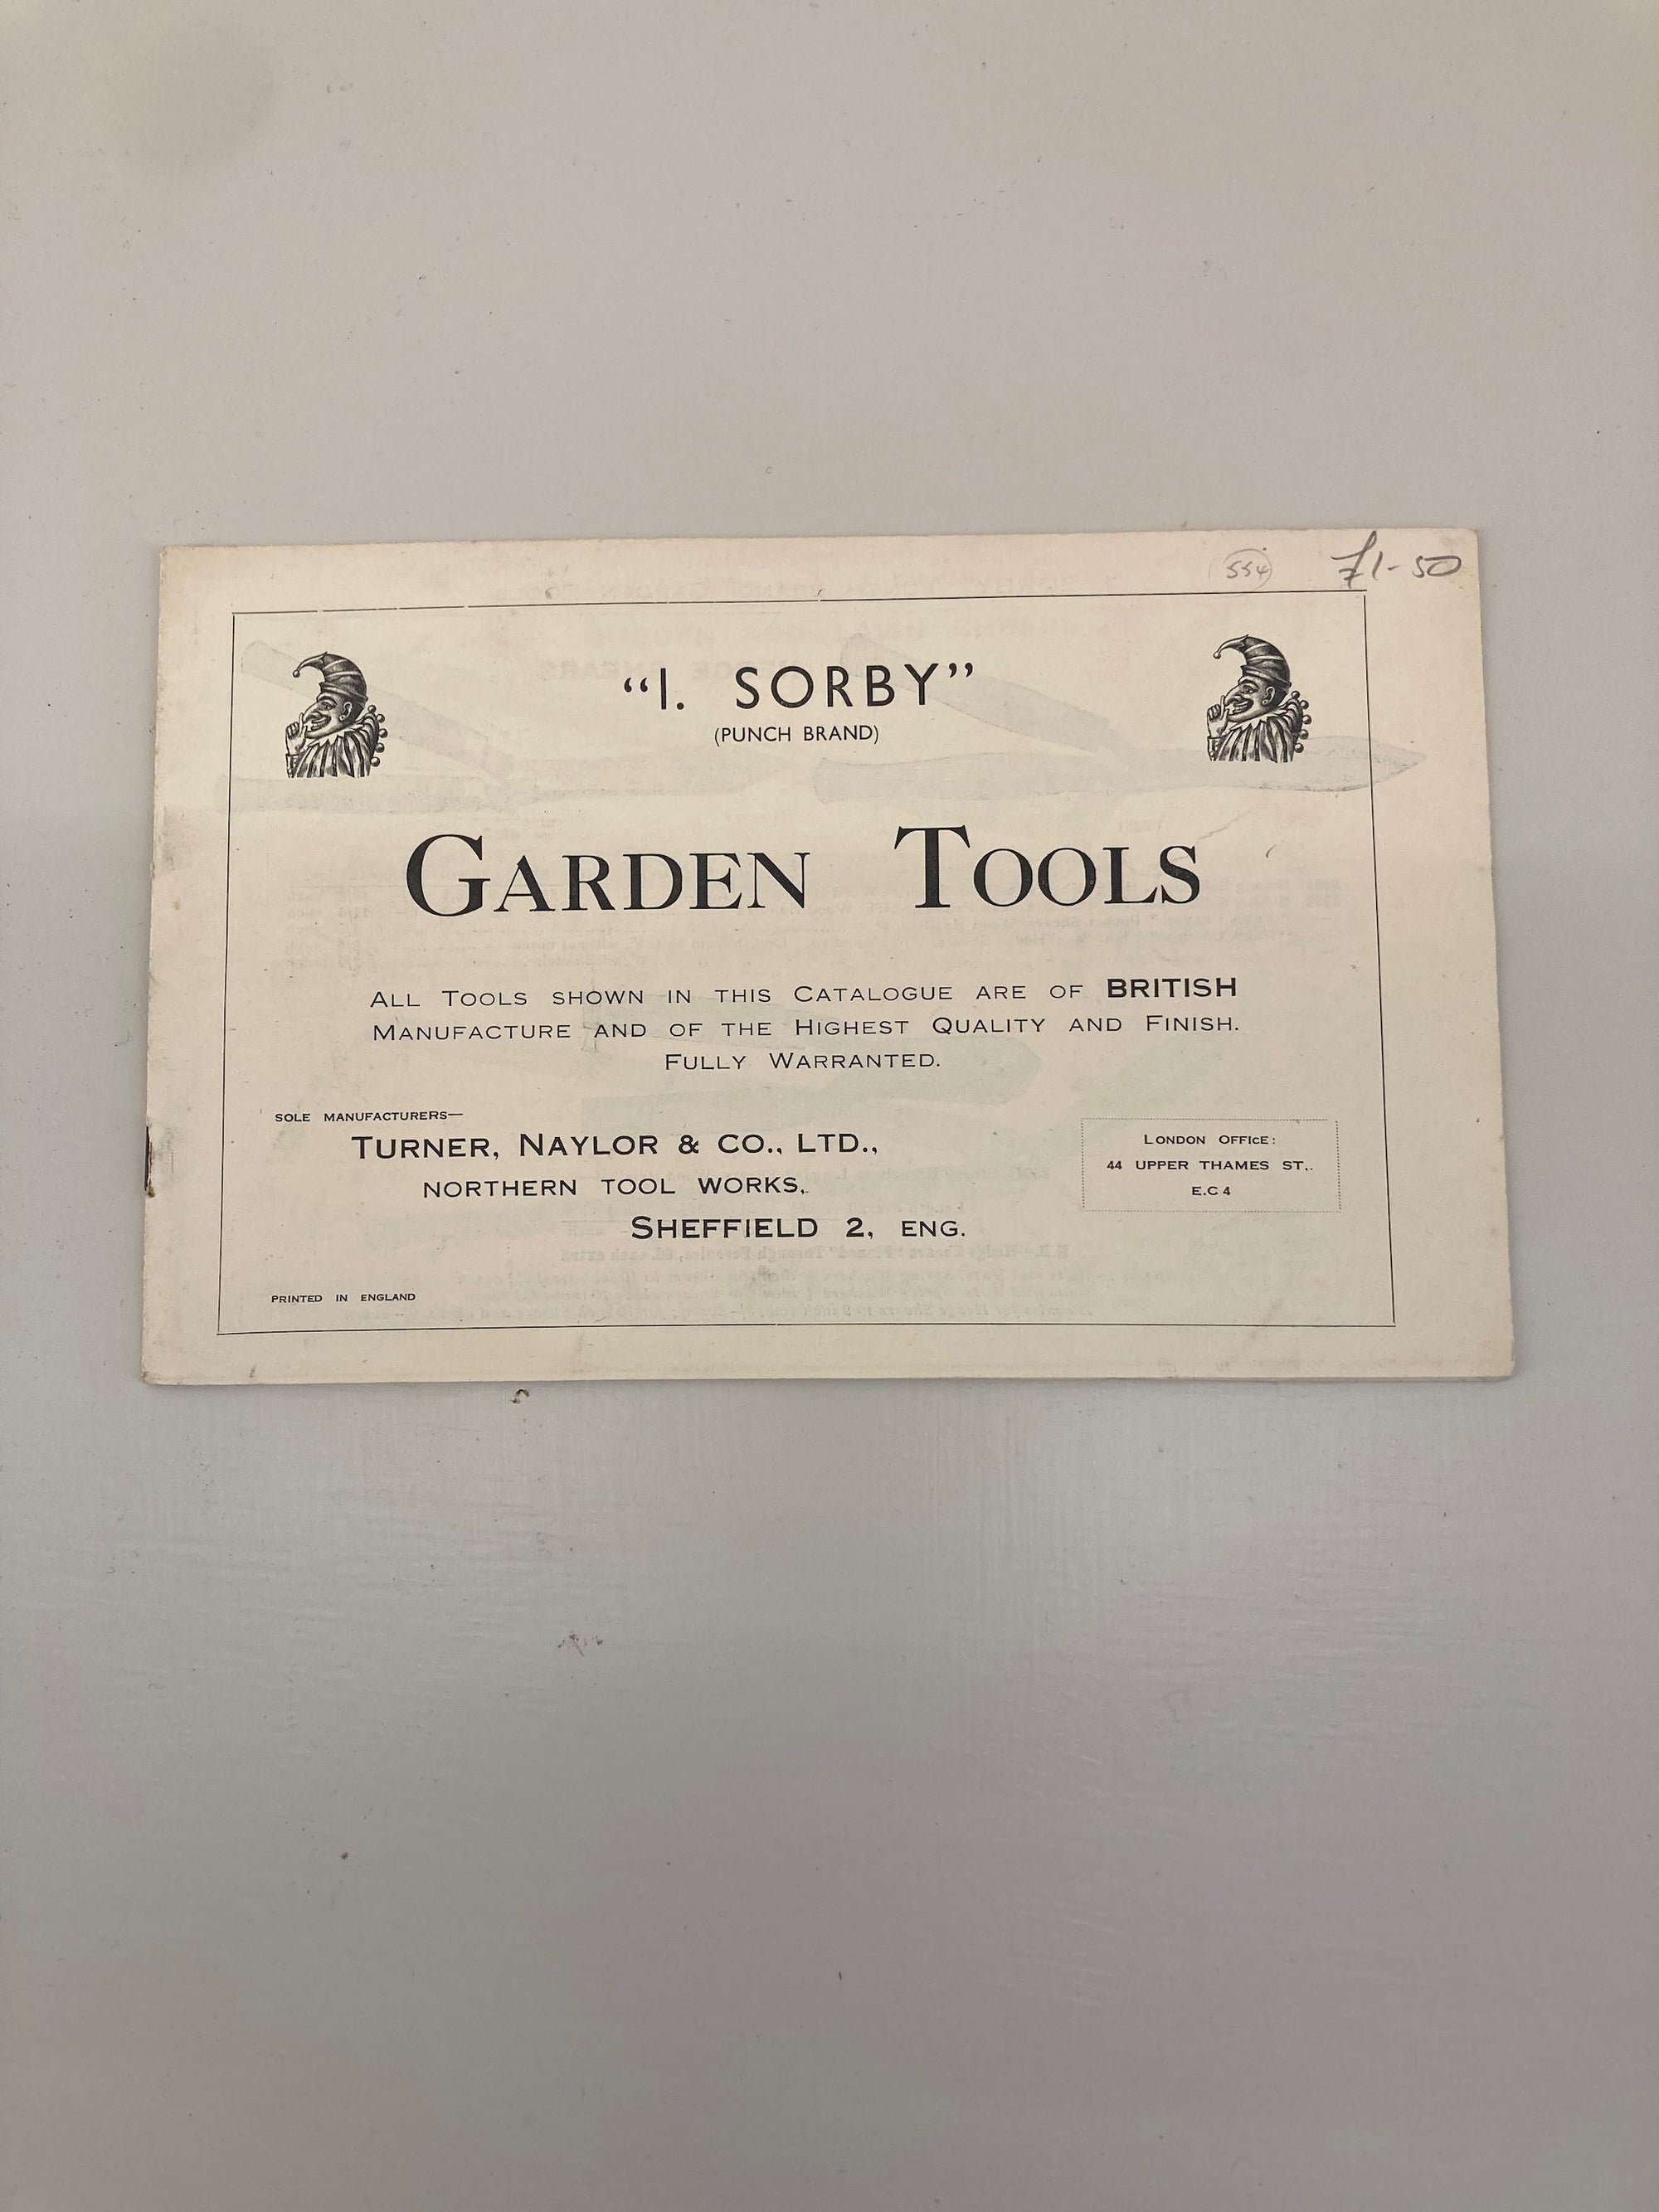 554 £1-50
“I. SORBY”
(PUNCH BRAND)
GARDEN TOOLS
ALL TOOLS SHOWN IN THIS CATALOGUE ARE OF BRITISH
MANUFACTURE AND OF THE HIGHEST QUALITY AND FINISH.
FULLY WARRANTED.
SOLE MANUFACTURERS—
TURNER, NAYLOR & CO., LTD.,
NORTHERN TOOL WORKS,
SHEFFIELD 2, ENG.
LONDON OFFICE:
44 UPPER THAMES ST.,
E.C4
PRINTED IN ENGLAND